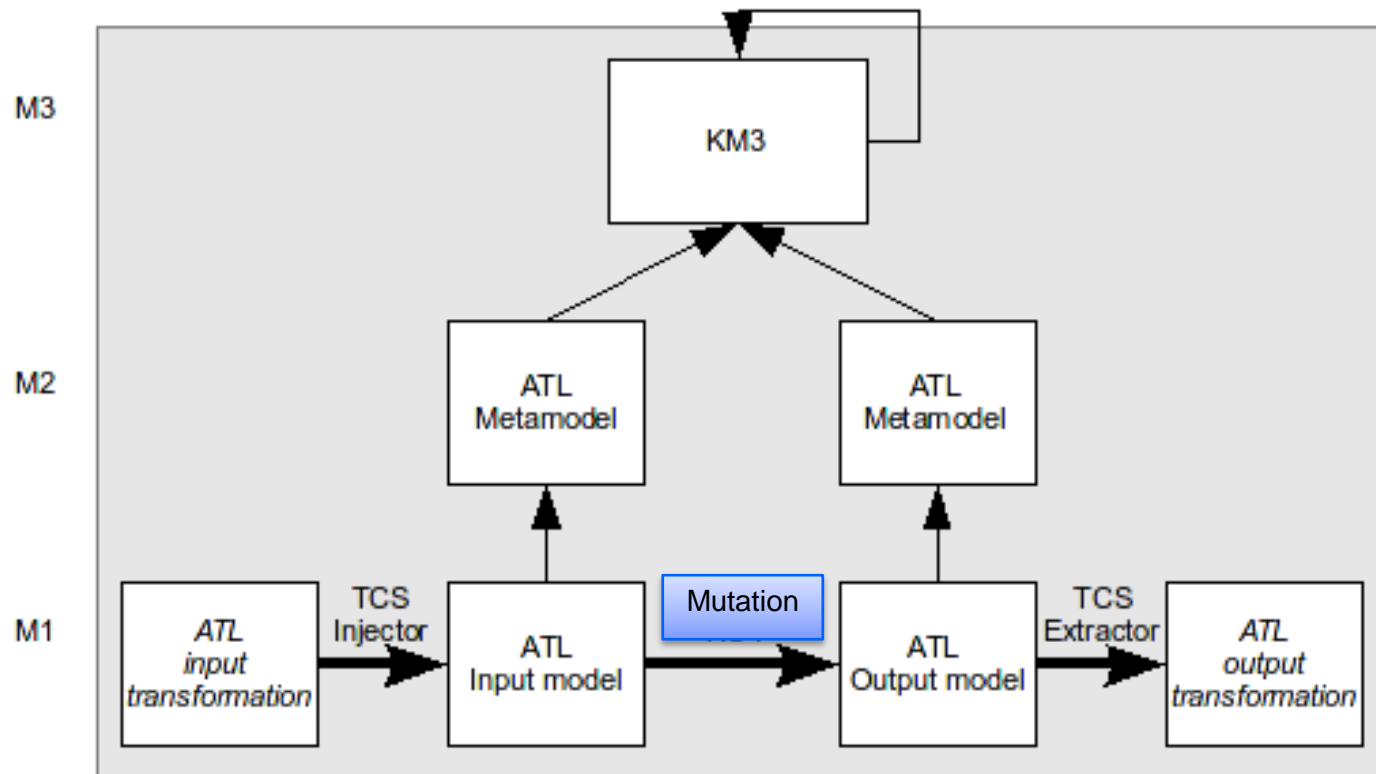 M3
KM3
M2
ATL
Metamodel
ATL
Metamodel
M1
ATL
input
transformation
TCS
Injector
ATL
Input model
Mutation
ATL
Output model
TCS
Extractor
ATL
output
transformation